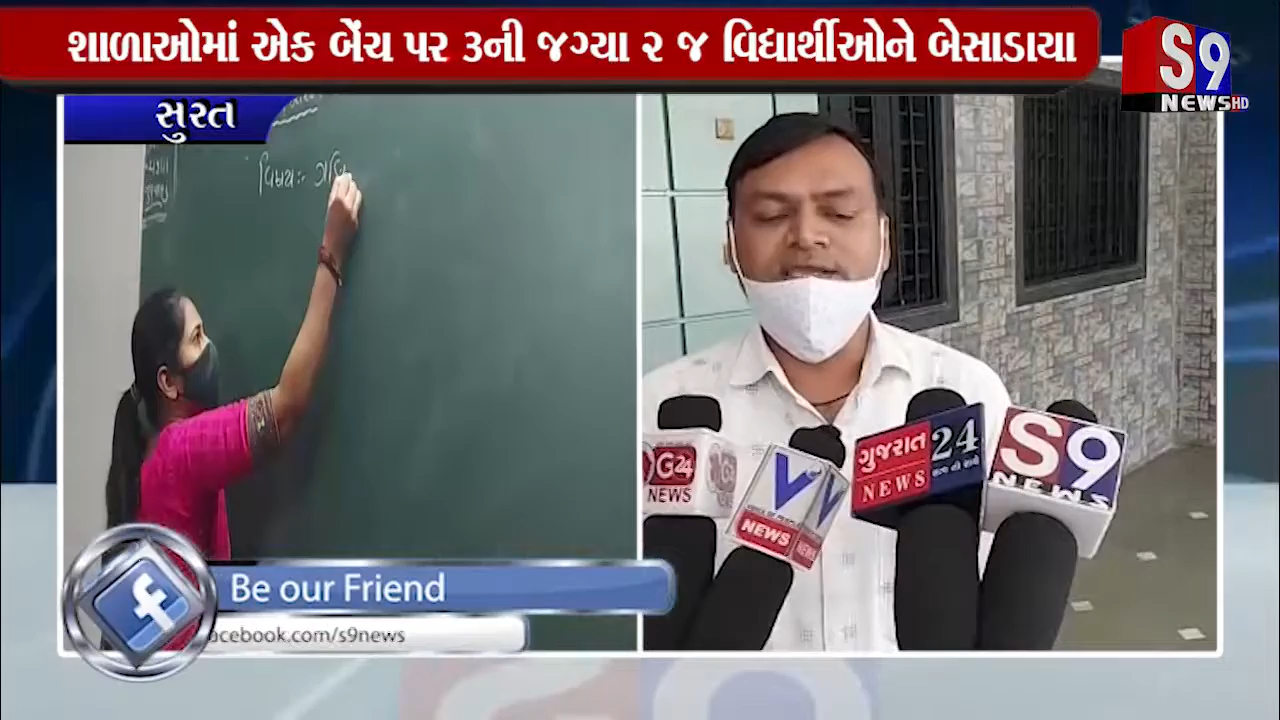 શાળાઓમાં એક બેંચ પર ૩ની જગ્યા ૨ જ વિદ્યાર્થીઓને બેસાડાયા
S9
NEWS HD
સુરત
વિષય:-
G24
NEWS
V
NEWS
ગુજરાત
NEWS
24
S9
NEWS
Be our Friend
acebook.com/s9news